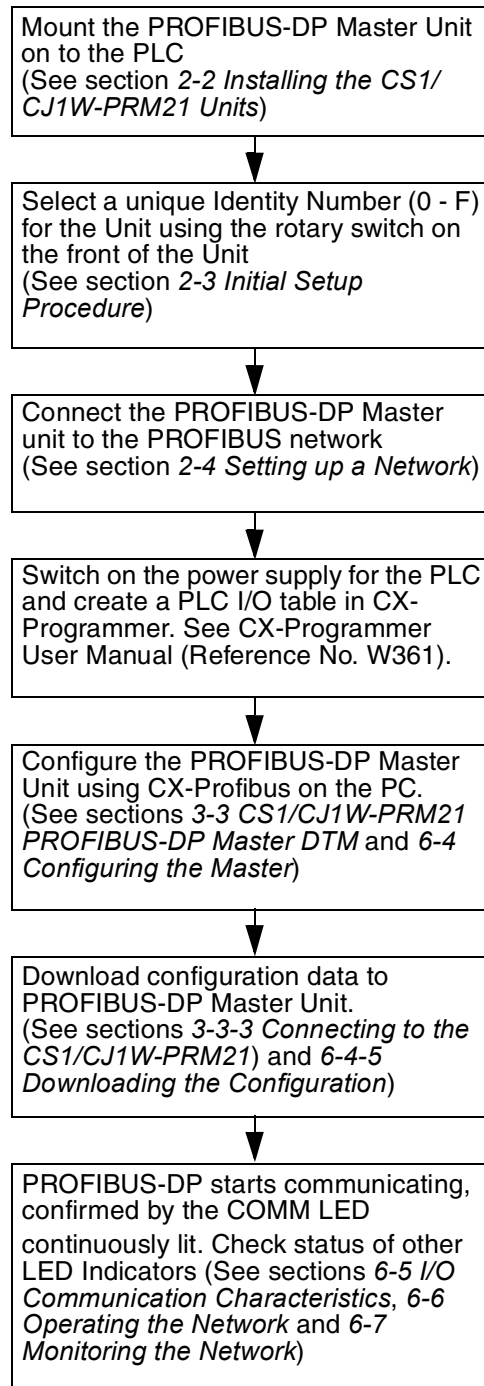 Mount the PROFIBUS-DP Master Unit
on to the PLC
(See section 2-2 Installing the CS1/
CJ1W-PRM21 Units)
Select a unique Identity Number (0 - F)
for the Unit using the rotary switch on
the front of the Unit
(See section 2-3 Initial Setup
Procedure)
Connect the PROFIBUS-DP Master
unit to the PROFIBUS network
(See section 2-4 Setting up a Network)
Switch on the power supply for the PLC
and create a PLC I/O table in CX-
Programmer. See CX-Programmer
User Manual (Reference No. W361).
Configure the PROFIBUS-DP Master
Unit using CX-Profibus on the PC.
(See sections 3-3 CS1/CJ1W-PRM21
PROFIBUS-DP Master DTM and 6-4
Configuring the Master)
Download configuration data to
PROFIBUS-DP Master Unit.
(See sections 3-3-3 Connecting to the
CS1/CJ1W-PRM21) and 6-4-5
Downloading the Configuration)
PROFIBUS-DP starts communicating,
confirmed by the COMM LED
continuously lit. Check status of other
LED Indicators (See sections 6-5 I/O
Communication Characteristics, 6-6
Operating the Network and 6-7
Monitoring the Network)